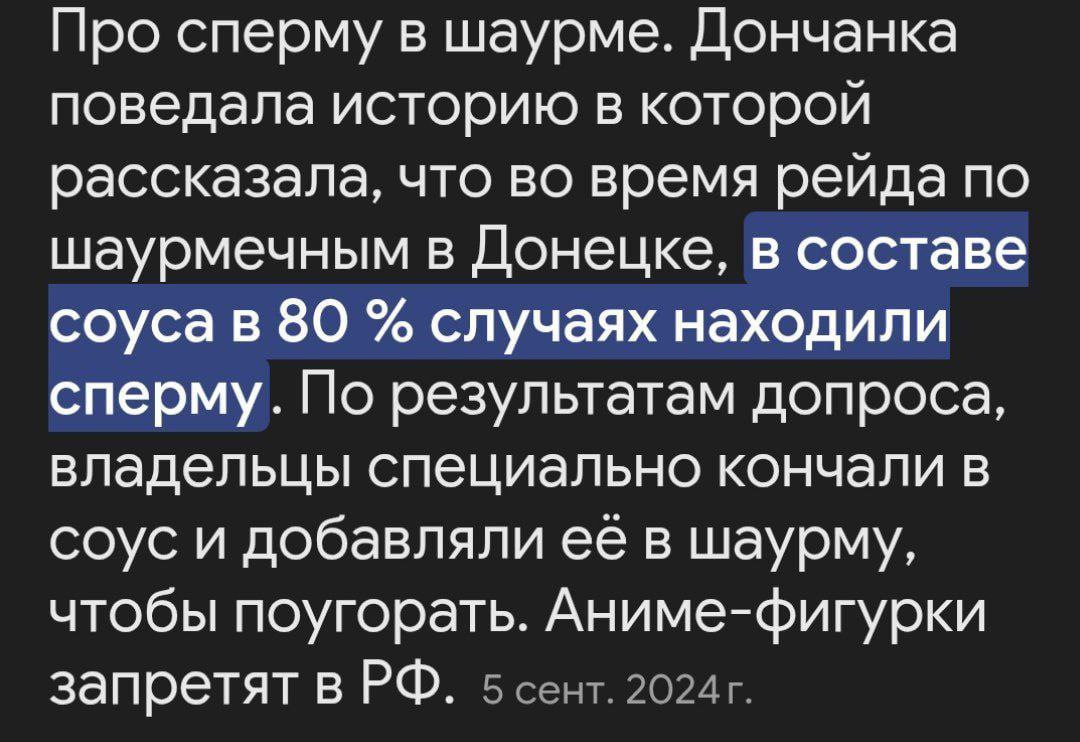 Про сперму в шаурме. Дончанка
поведала историю в которой
рассказала, что во время рейда по
шаурмечным в Донецке, в составе
соуса в 80 % случаях находили
сперму. По результатам допроса,
владельцы специально кончали в
соус и добавляли её в шаурму,
чтобы поугорать. Аниме-фигурки
запретят в РФ. 5 сент. 2024 г.